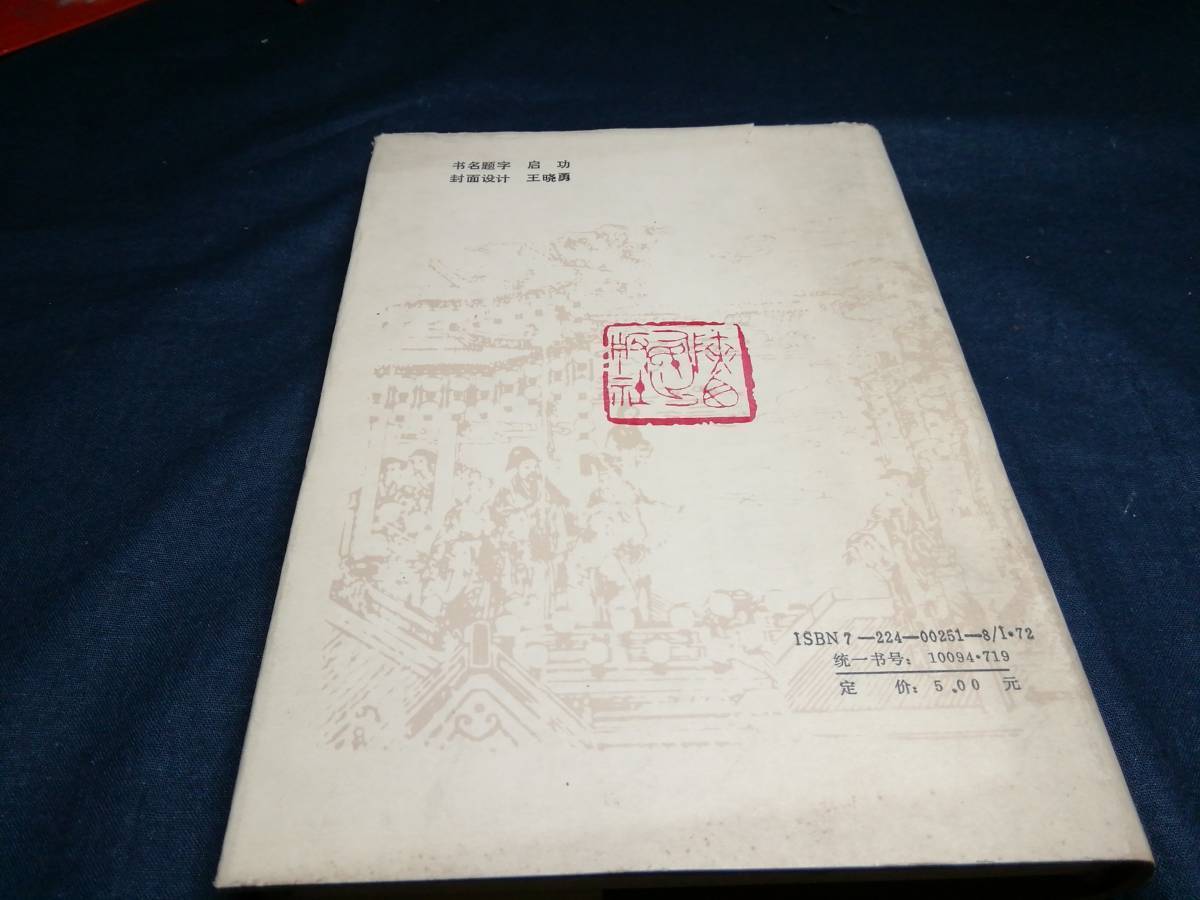 书名题字 启 功
封面设计 王晓勇
ISBN 7—224—00251—8/I·72
统一书号：10094·719
定 价：5.00 元